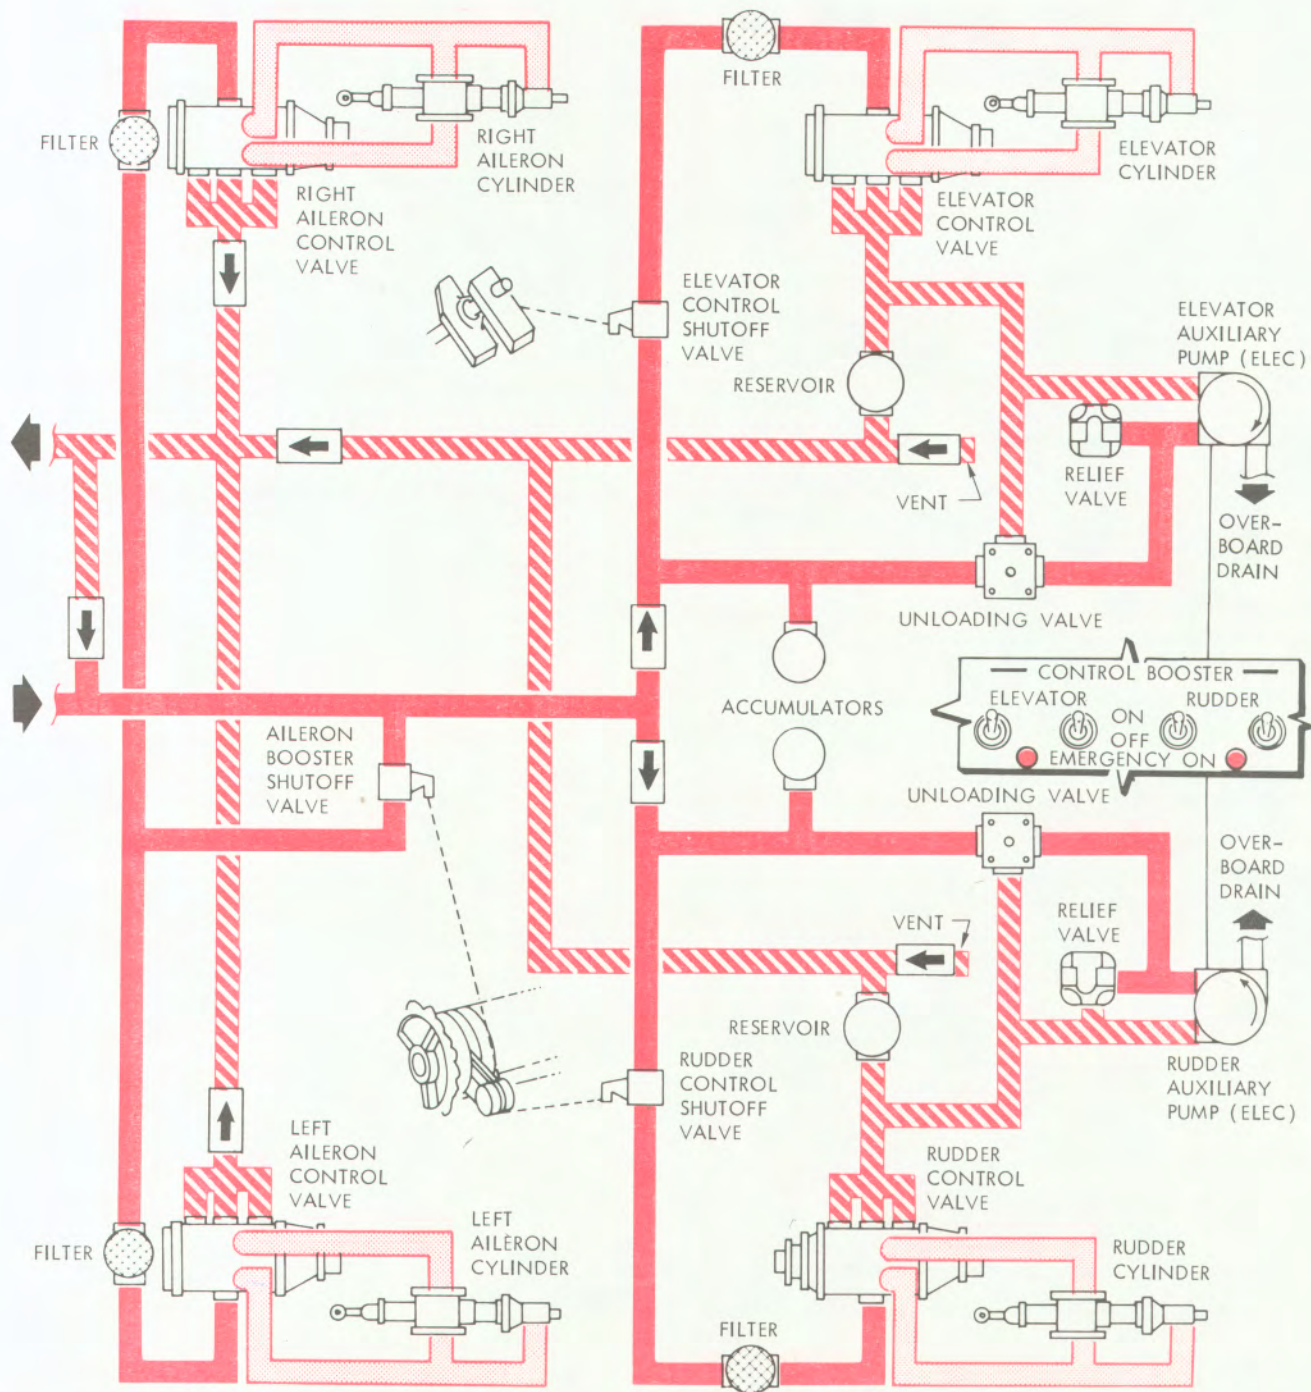 FILTER
FILTER
RIGHT
AILERON
CYLINDER
RIGHT
AILERON
CONTROL
VALVE
ELEVATOR
CYLINDER
ELEVATOR
CONTROL
VALVE
ELEVATOR
CONTROL
SHUTOFF
VALVE
RESERVOIR
ELEVATOR
AUXILIARY
PUMP (ELEC)
RELIEF
VALVE
VENT
OVER-
BOARD
DRAIN
UNLOADING VALVE
ACCUMULATORS
CONTROL BOOSTER
ELEVATOR
RUDDER
ON
OFF
EMERGENCY ON
AILERON
BOOSTER
SHUTOFF
VALVE
UNLOADING VALVE
OVER-
BOARD
DRAIN
VENT
RELIEF
VALVE
RESERVOIR
RUDDER
CONTROL
SHUTOFF
VALVE
RUDDER
AUXILIARY
PUMP (ELEC)
LEFT
AILERON
CONTROL
VALVE
RUDDER
CONTROL
VALVE
FILTER
LEFT
AILERON
CYLINDER
RUDDER
CYLINDER
FILTER